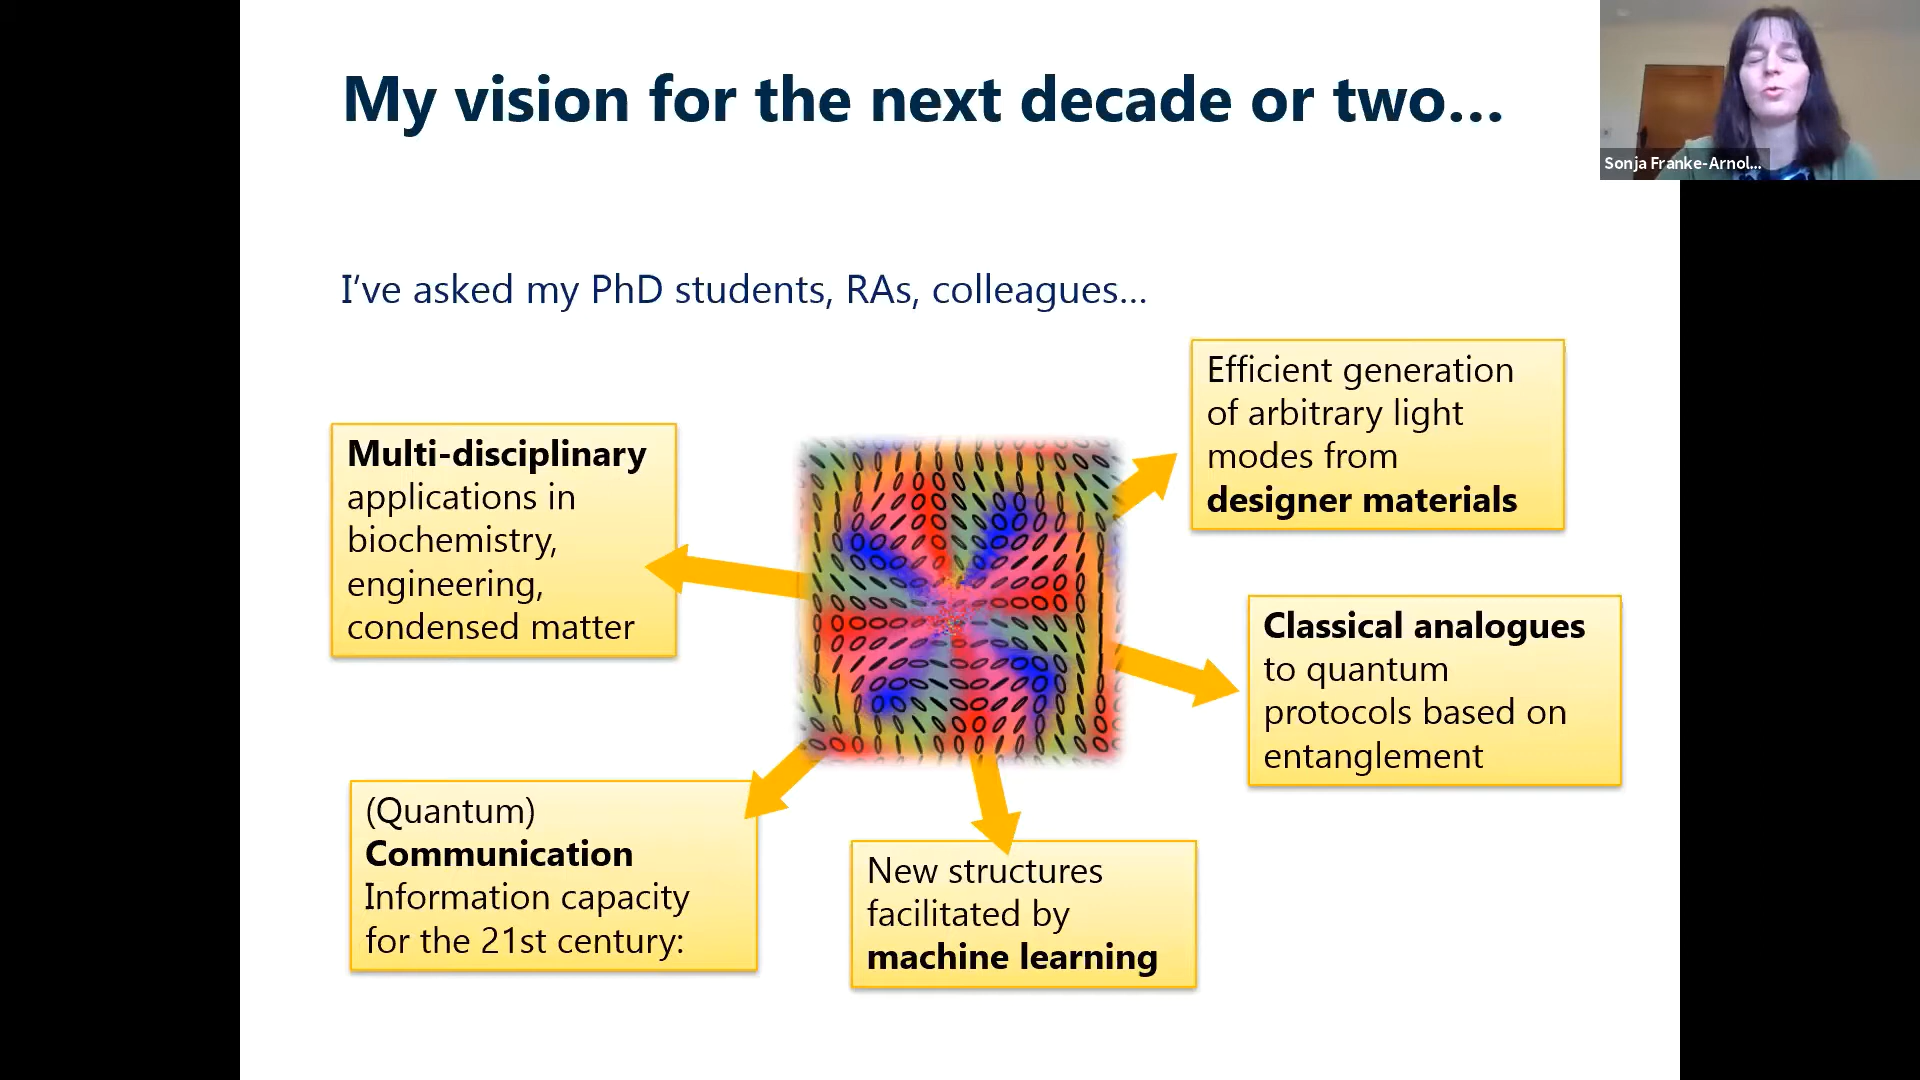 My vision for the next decade or two...
Sonja Franke-Arnol...
I've asked my PhD students, RAs, colleagues...
Efficient generation
of arbitrary light
modes from
designer materials
Multi-disciplinary
applications in
biochemistry,
engineering,
condensed matter
Classical analogues
to quantum
protocols based on
entanglement
(Quantum)
Communication
Information capacity
for the 21st century:
New structures
facilitated by
machine learning